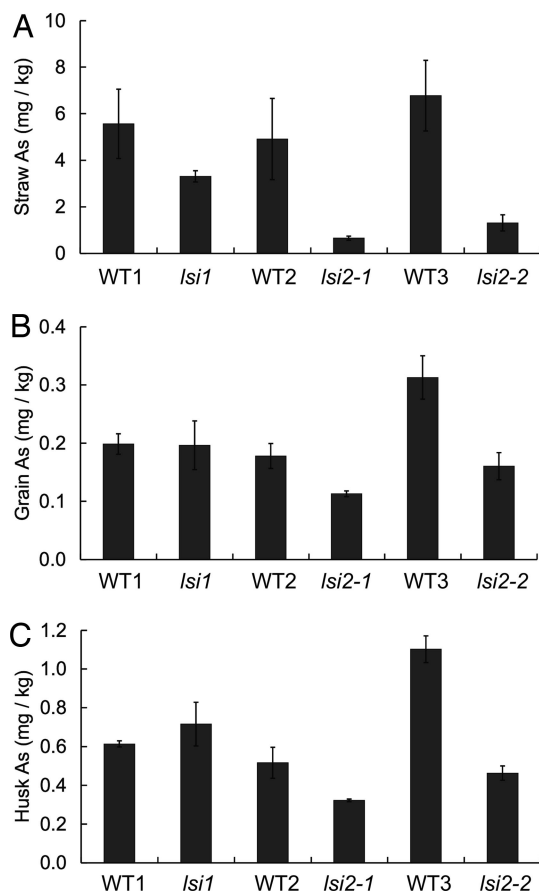 A
Straw As (mg / kg)
10
8
6
4
2
0
WT1 lsi1 WT2 lsi2-1 WT3 lsi2-2
B
Grain As (mg / kg)
0.4
0.3
0.2
0.1
0.0
WT1 lsi1 WT2 lsi2-1 WT3 lsi2-2
C
Husk As (mg / kg)
1.2
1.0
0.8
0.6
0.4
0.2
0.0
WT1 lsi1 WT2 lsi2-1 WT3 lsi2-2